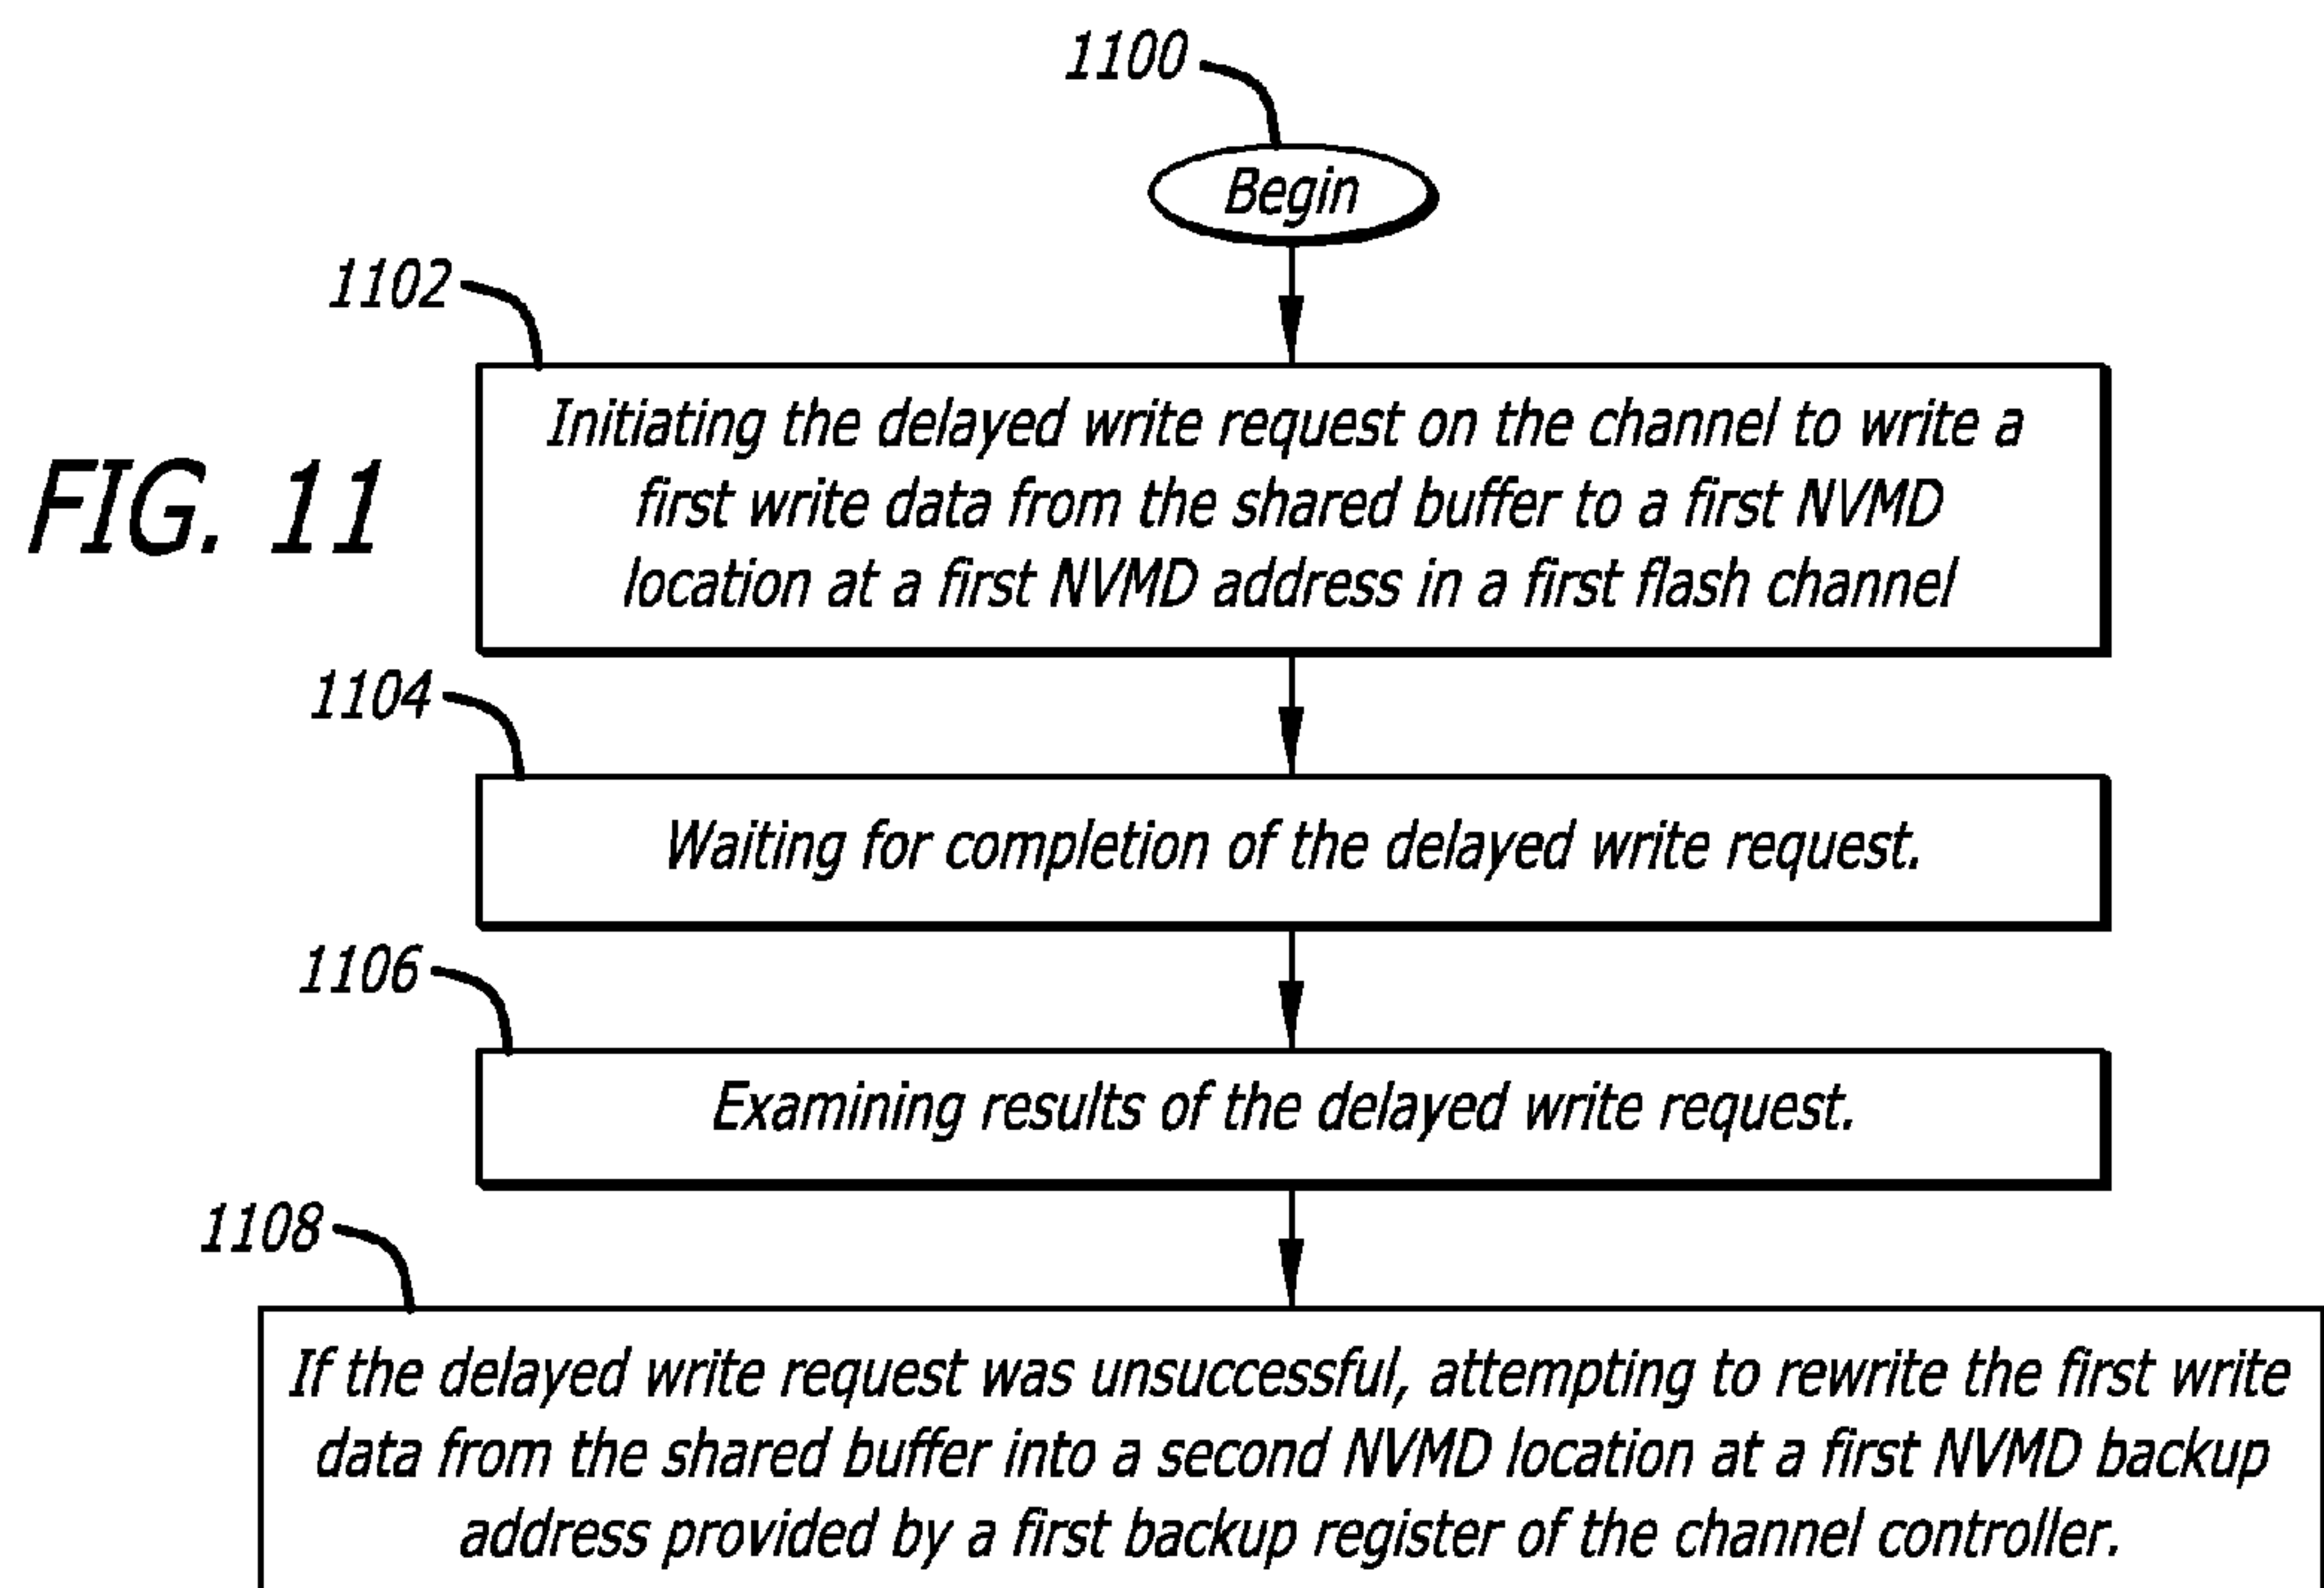 1100
Begin
1102
Initiating the delayed write request on the channel to write a
first write data from the shared buffer to a first NVMD
location at a first NVMD address in a first flash channel
FIG. 11
1104
Waiting for completion of the delayed write request.
1106
Examining results of the delayed write request.
1108
If the delayed write request was unsuccessful, attempting to rewrite the first write
data from the shared buffer into a second NVMD location at a first NVMD backup
address provided by a first backup register of the channel controller.